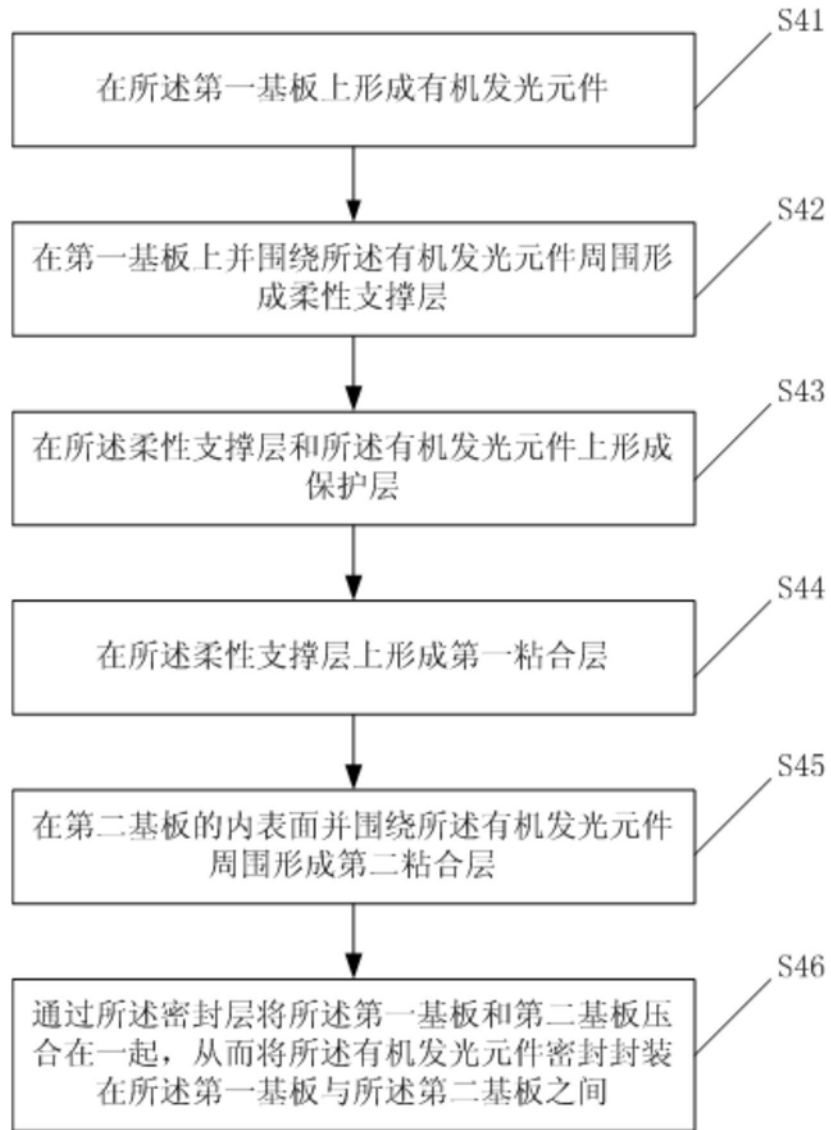 S41
在所述第一基板上形成有机发光元件
S42
在第一基板上并围绕所述有机发光元件周围形
成柔性支撑层
S43
在所述柔性支撑层和所述有机发光元件上形成
保护层
S44
在所述柔性支撑层上形成第一粘合层
S45
在第二基板的内表面并围绕所述有机发光元件
周围形成第二粘合层
S46
通过所述密封层将所述第一基板和第二基板压
合在一起，从而将所述有机发光元件密封封装
在所述第一基板与所述第二基板之间